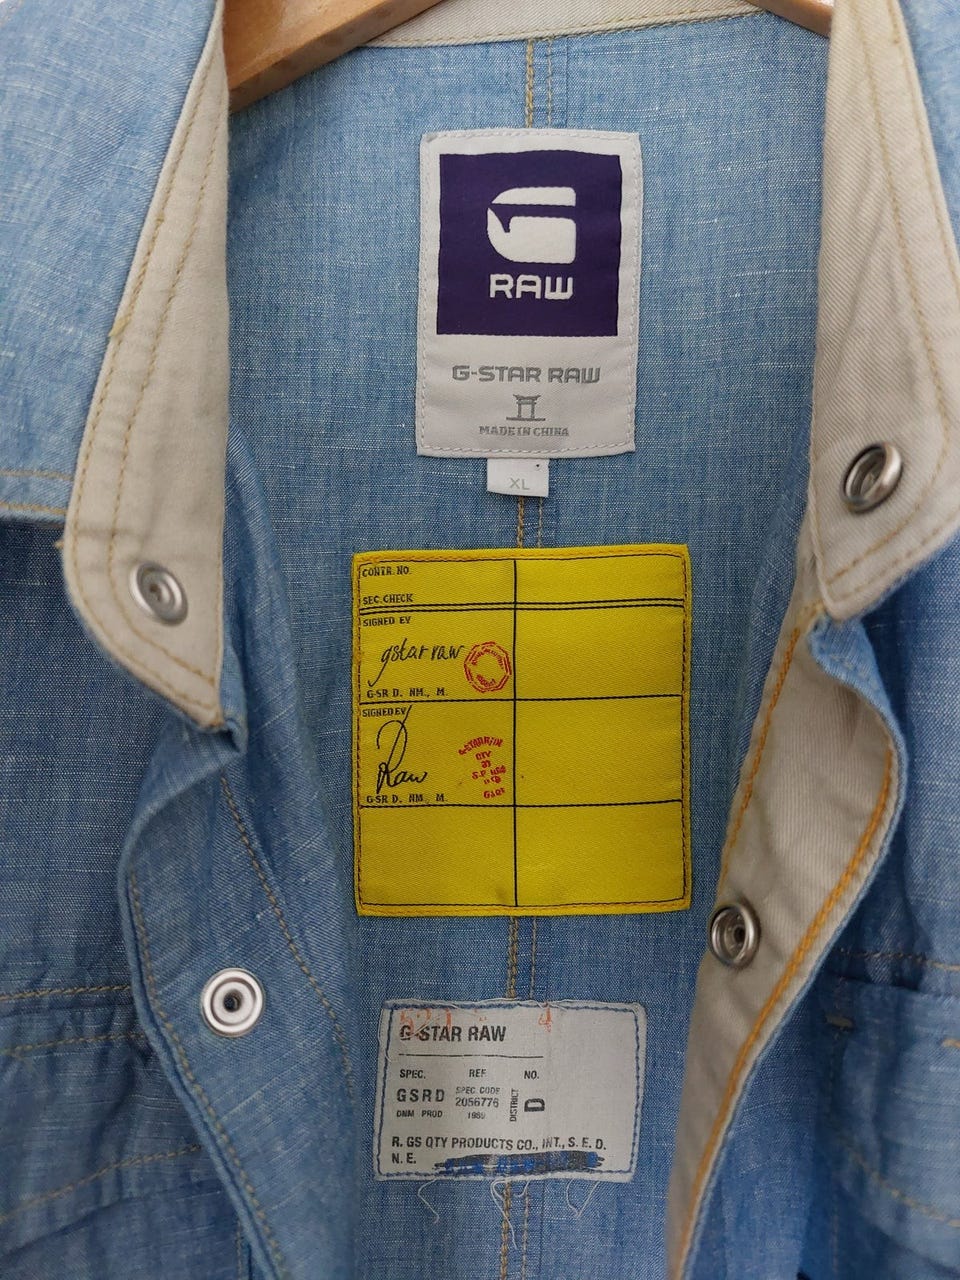 RAW
G-STAR RAW
MADE IN CHINA
XL
CONTR. NO.
SEC. CHECK
SIGNED BY
gstar raw
G-SR D. NM., M.
SIGNED BY
Raw
G-SR D. NM., M.
G-STAR RAW
SPEC. REF NO.
GSRD SPEC CODE 2056776 DISTRICT D
DNM PROD 1989
R. GS QTY PRODUCTS CO., INT., S. E. D.
N. E.